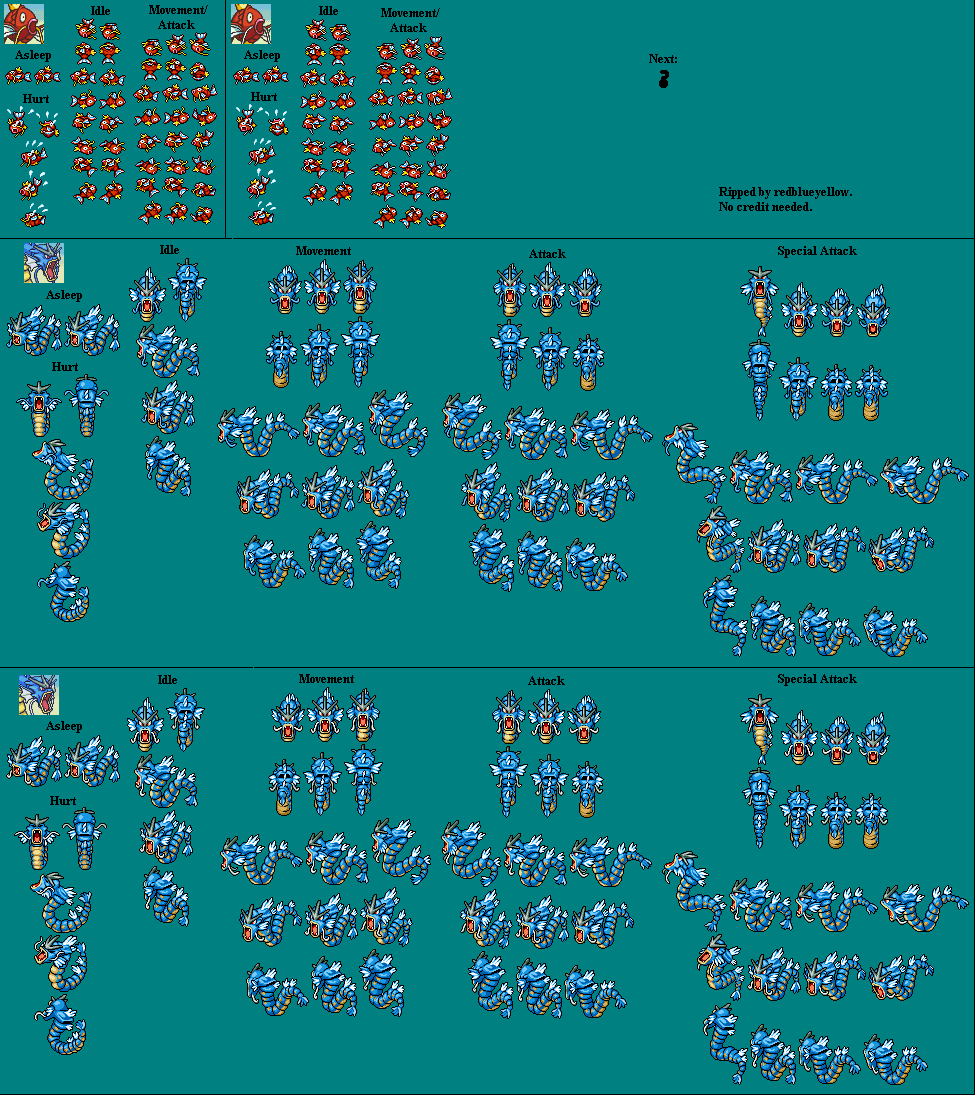 Idle
Movement/
Attack
Asleep
Hurt
Idle
Movement/
Attack
Asleep
Hurt
Next:
?
Ripped by redblueyellow.
No credit needed.
Idle
Movement
Attack
Special Attack
Asleep
Hurt
Idle
Movement
Attack
Special Attack
Asleep
Hurt